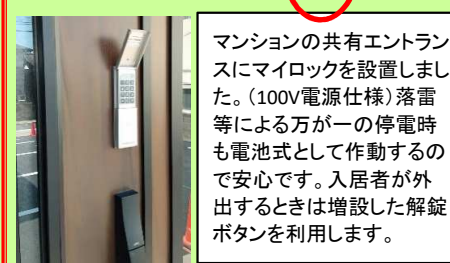 マンションの共有エントラン
スにマイロックを設置しまし
た。（100V電源仕様）落雷
等による万が一の停電時
も電池式として作動するの
で安心です。入居者が外
出するときは増設した解錠
ボタンを利用します。